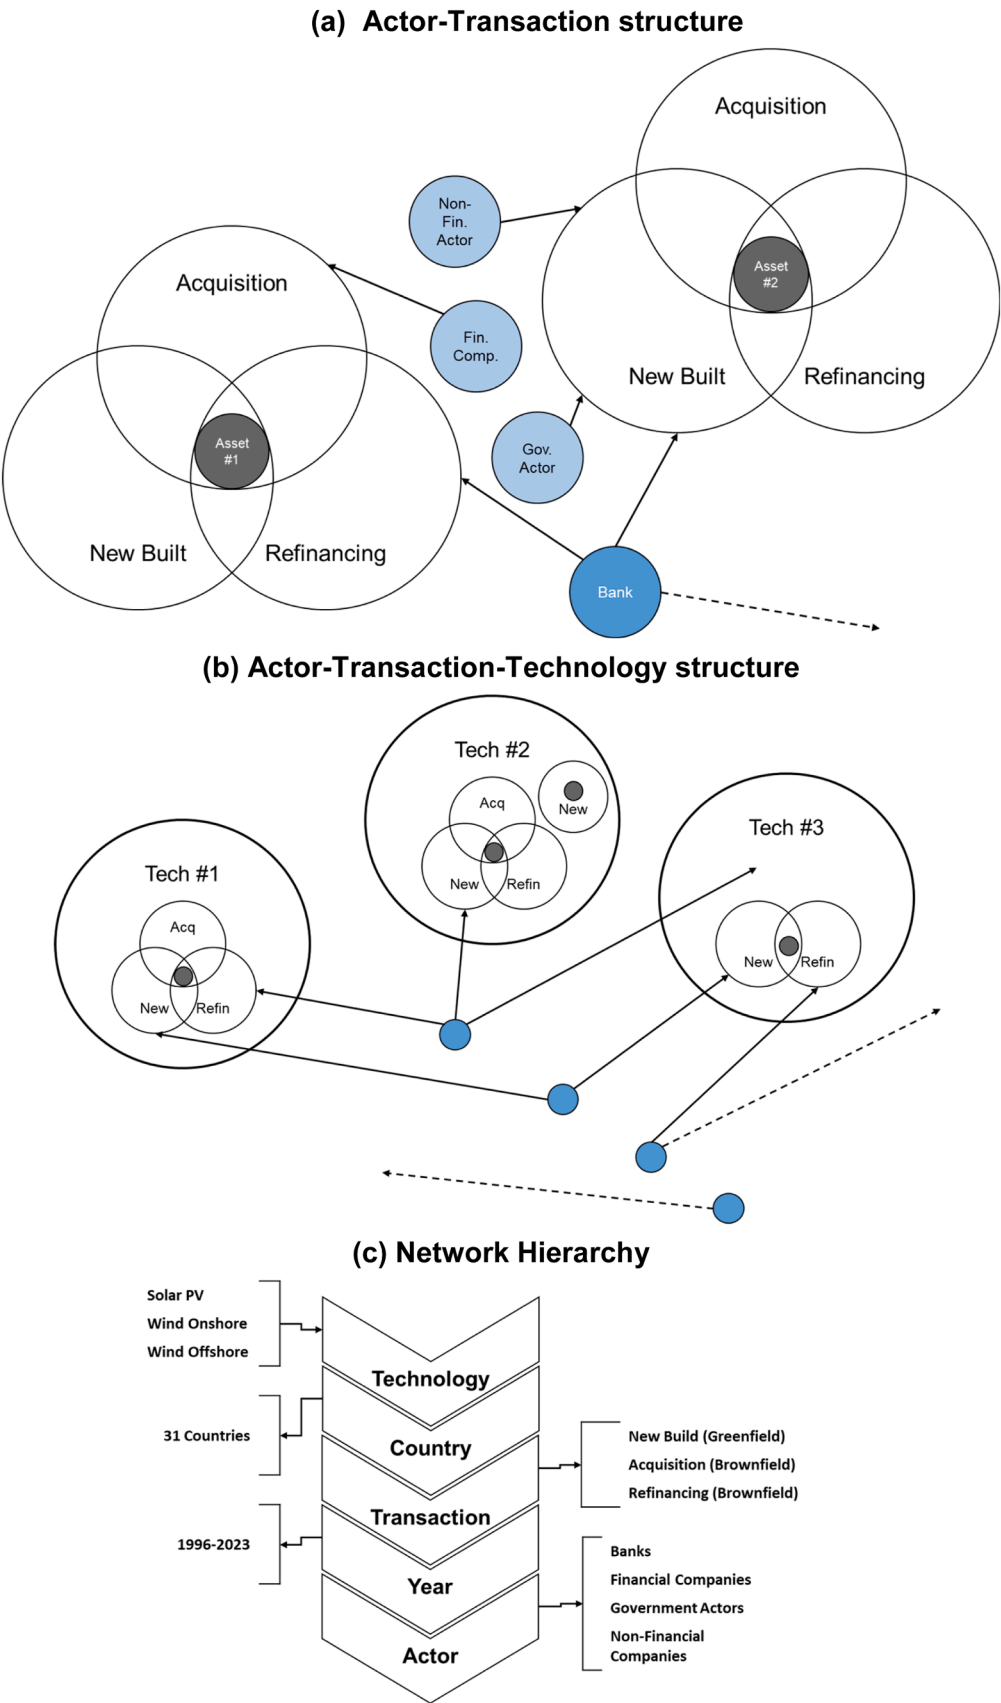 (a) Actor-Transaction structure
Acquisition
Non-
Fin.
Actor
Asset
#2
Acquisition
Fin.
Comp.
New Built
Refinancing
Asset
#1
Gov.
Actor
New Built
Refinancing
Bank
(b) Actor-Transaction-Technology structure
Tech #2
Acq
New
New
Refin
Tech #3
New
Refin
Tech #1
Acq
New
Refin
(c) Network Hierarchy
Solar PV
Wind Onshore
Wind Offshore
Technology
31 Countries
Country
New Build (Greenfield)
Acquisition (Brownfield)
Refinancing (Brownfield)
Transaction
1996-2023
Year
Banks
Financial Companies
Government Actors
Non-Financial
Companies
Actor